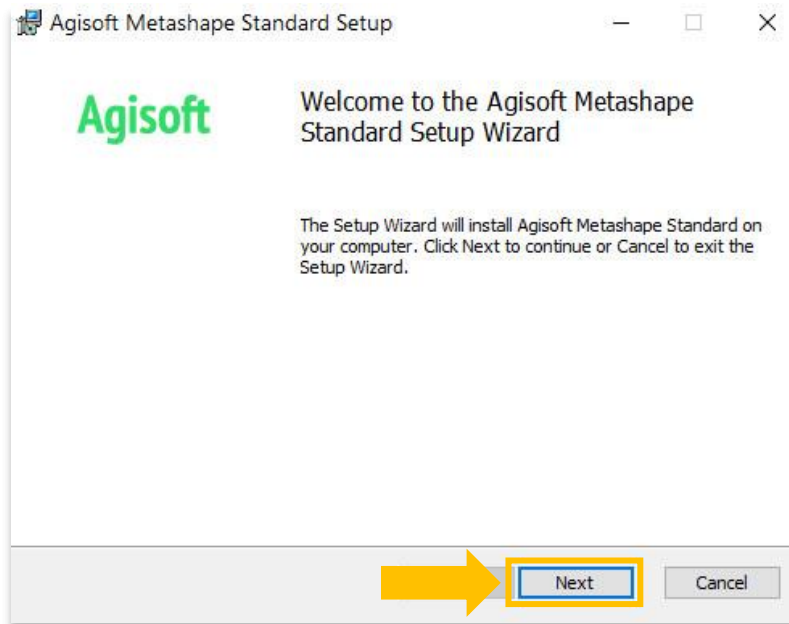 Agisoft Metashape Standard Setup
Agisoft
Welcome to the Agisoft Metashape
Standard Setup Wizard
The Setup Wizard will install Agisoft Metashape Standard on
your computer. Click Next to continue or Cancel to exit the
Setup Wizard.
Next
Cancel